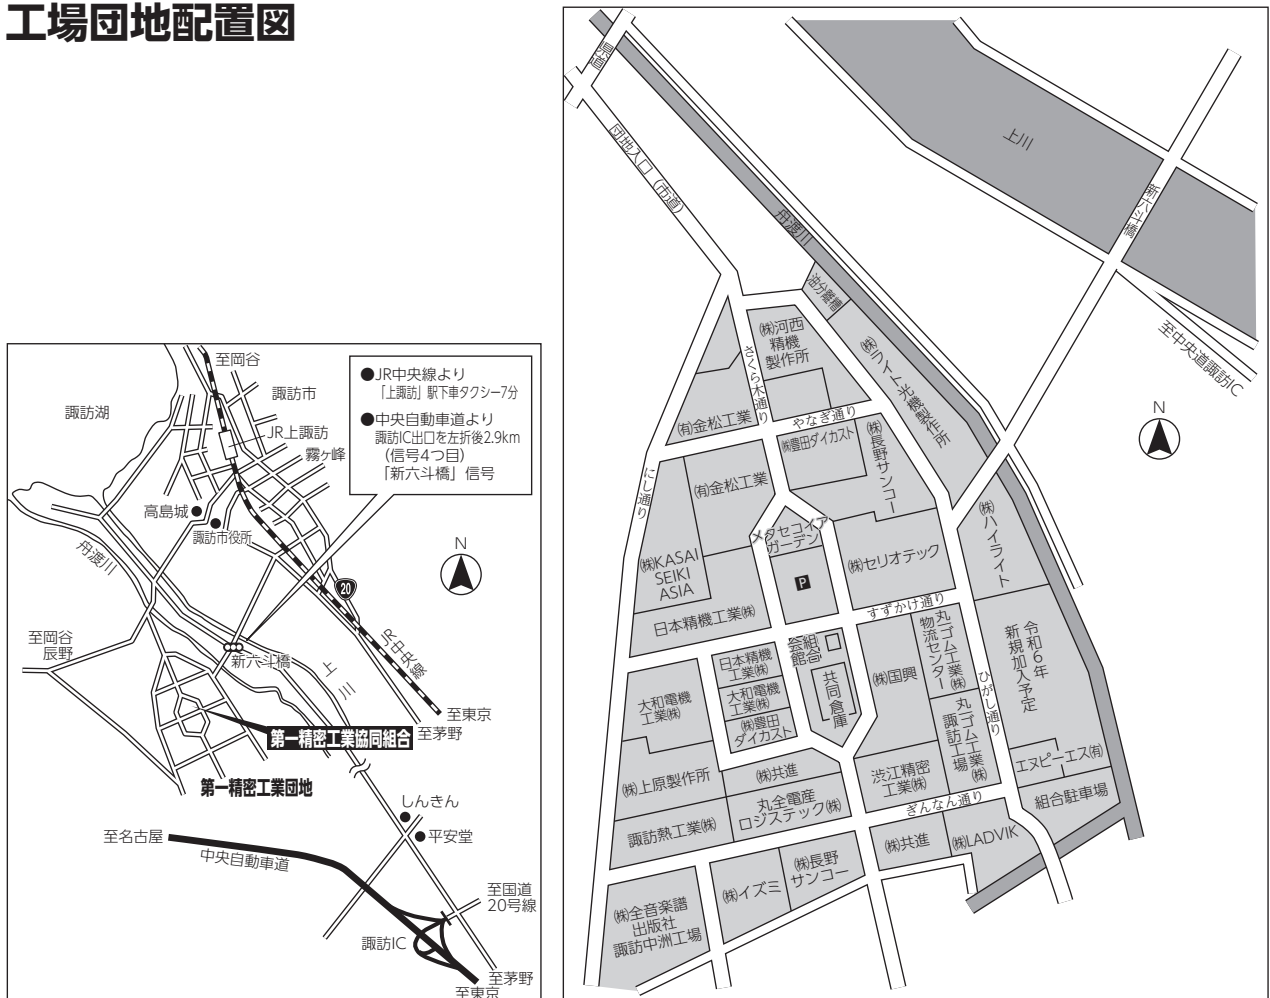 工場団地配置図
至岡谷
諏訪市
諏訪湖
JR上諏訪
霧ヶ峰
●JR中央線より
「上諏訪」駅下車タクシー7分
●中央自動車道より
諏訪IC出口を左折後2.9km
(信号4つ目)
「新六斗橋」信号
高島城
諏訪市役所
舟渡川
N
20
JR中央線
至岡谷
辰野
新六斗橋
上川
至東京
至茅野
第一精密工業協同組合
第一精密工業団地
しんきん
平安堂
至名古屋
中央自動車道
至国道
20号線
諏訪IC
至茅野
至東京
県道
団地入口(市道)
上川
新六斗橋
舟渡川
油分離槽
至中央道諏訪IC
N
㈱河西
精機
製作所
さくら木通り
㈱ライト光機製作所
㈲金松工業
やなぎ通り
㈱豊田ダイカスト
㈱長野サンコー
にし通り
㈲金松工業
メタセコイア
ガーデン
㈱ハイライト
㈱KASAI
SEIKI
ASIA
P
㈱セリオテック
すずかけ通り
日本精機工業㈱
組合
会館
共同倉庫
日本精機
工業㈱
大和電機
工業㈱
㈱豊田
ダイカスト
大和電機
工業㈱
㈱国興
丸一ゴム工業㈱
物流センター
令和6年
新規加入予定
ひがし通り
丸一ゴム工業㈱
諏訪工場
㈱上原製作所
㈱共進
渋江精密
工業㈱
エヌピーエス㈲
丸全電産
ロジステック㈱
ぎんなん通り
組合駐車場
諏訪熱工業㈱
㈱共進
㈱LADVIK
㈱長野
サンコー
㈱イズミ
㈱全音楽譜
出版社
諏訪中洲工場